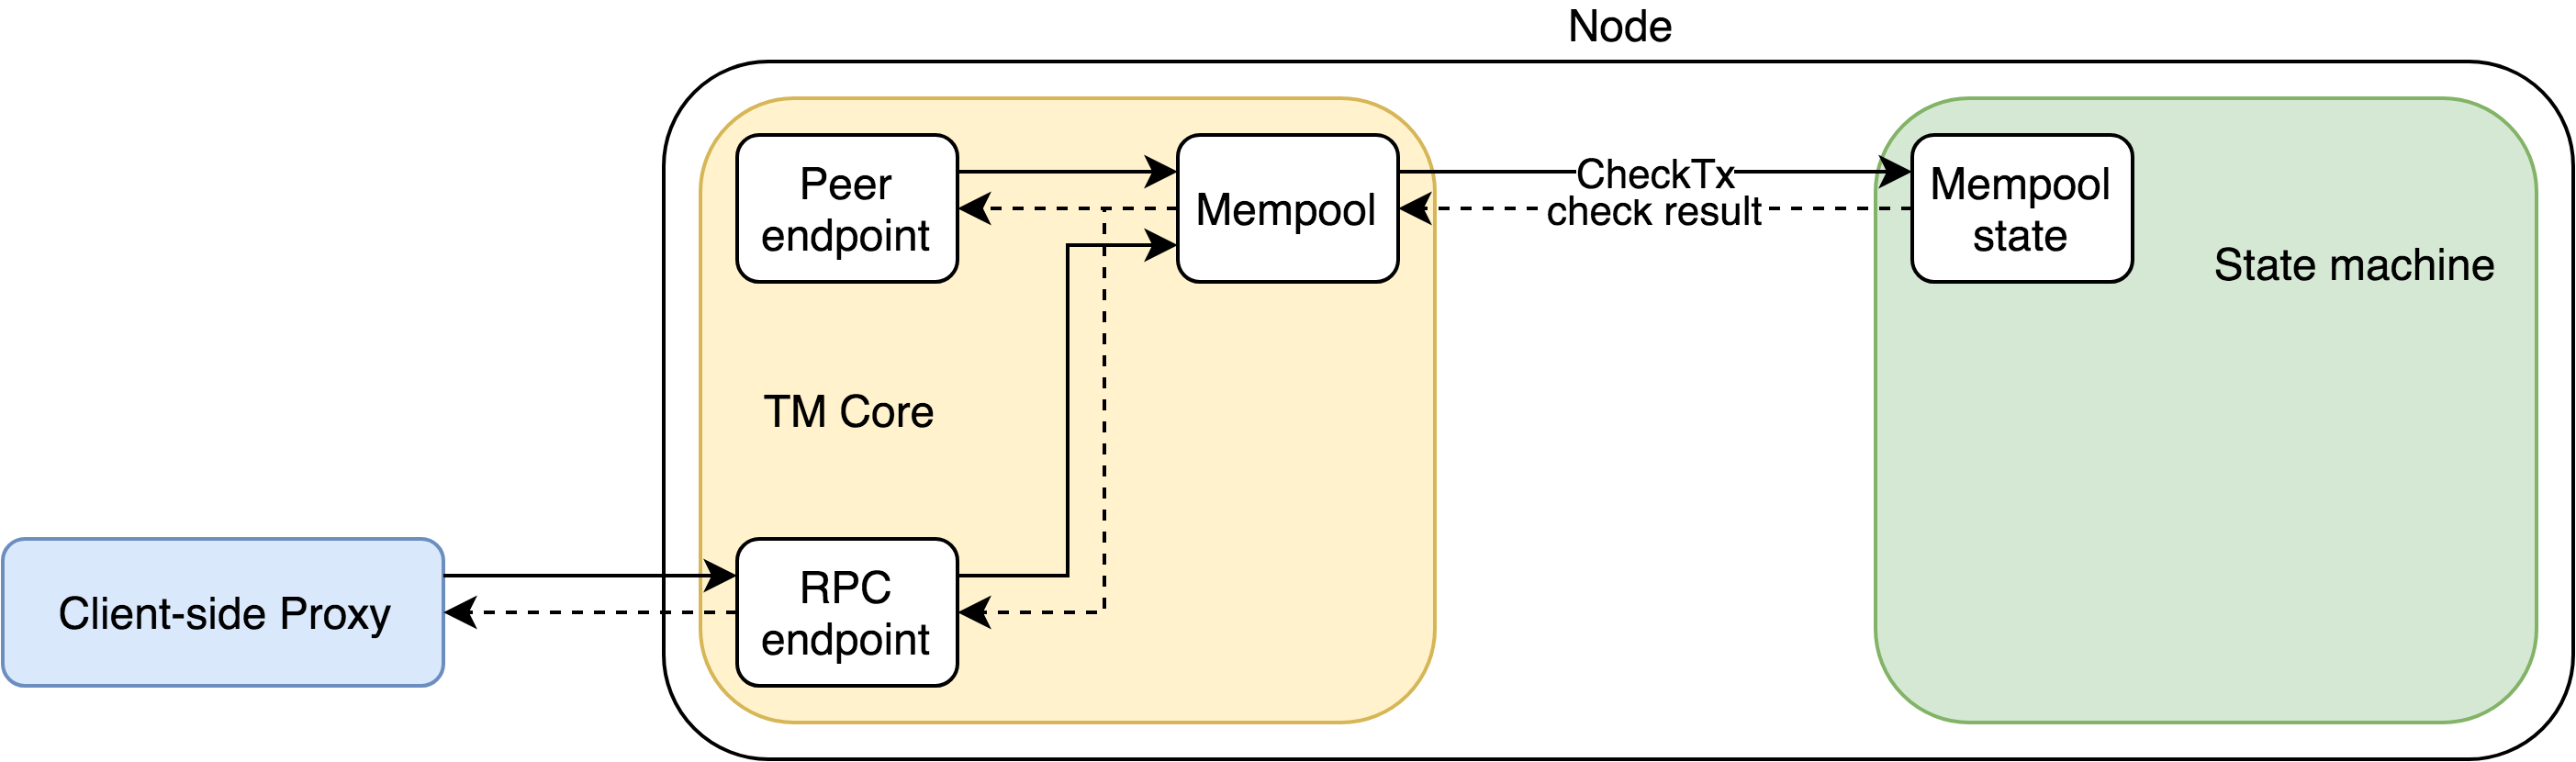 Node
Peer
endpoint
Mempool
CheckTx
check result
Mempool
state
State machine
TM Core
Client-side Proxy
RPC
endpoint